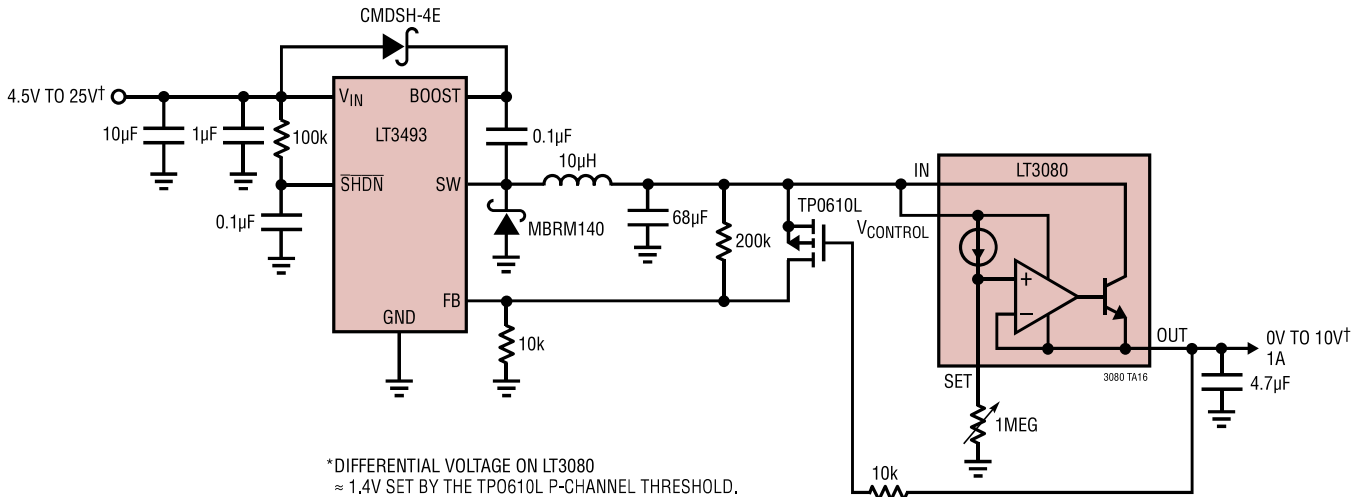 CMDSH-4E
4.5V TO 25V†
VIN
BOOST
LT3493
10µF
1µF
100k
0.1µF
10µH
IN
LT3080
SHDN
SW
TP0610L
VCONTROL
0.1µF
MBRM140
68µF
200k
+
−
FB
GND
10k
OUT
0V TO 10V†
1A
SET
3080 TA16
4.7µF
1MEG
*DIFFERENTIAL VOLTAGE ON LT3080
≈ 1.4V SET BY THE TP0610L P-CHANNEL THRESHOLD.
10k